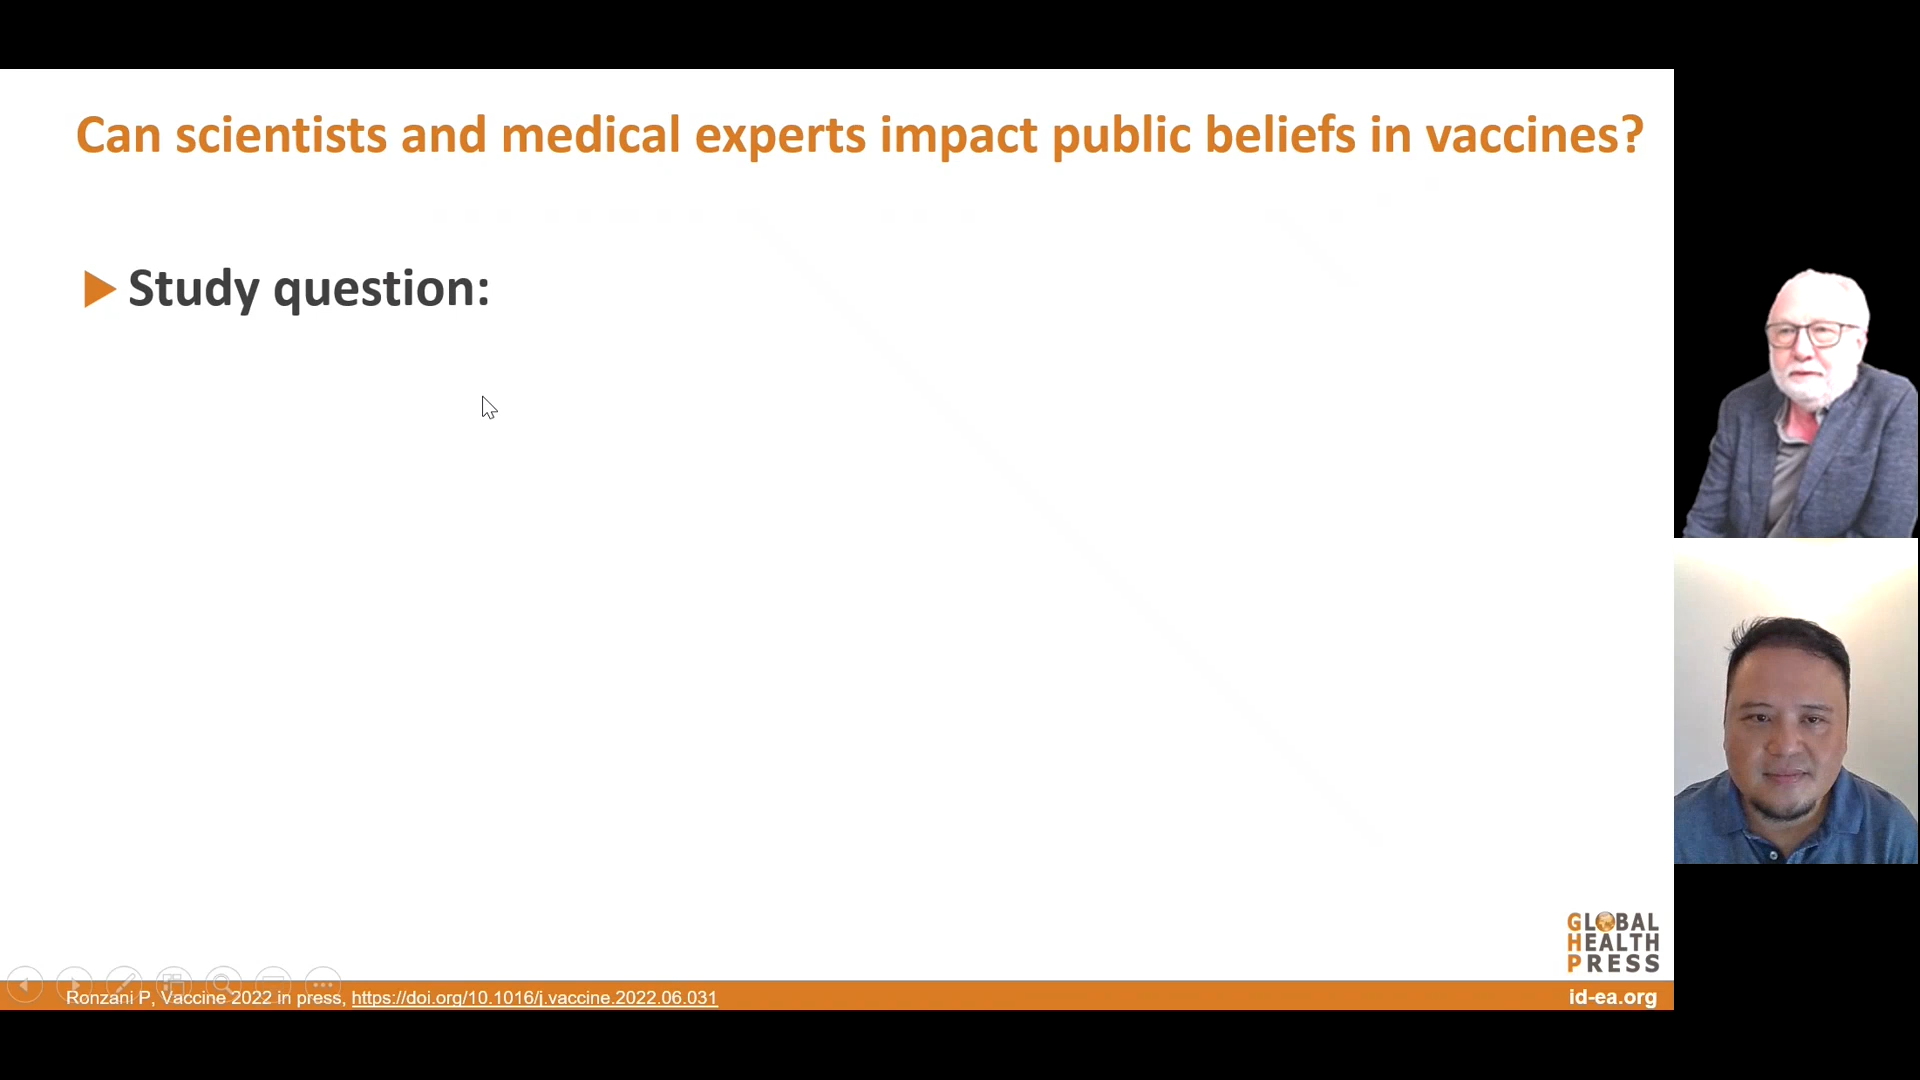 Can scientists and medical experts impact public beliefs in vaccines?
Study question:
GLOBAL
HEALTH
PRESS
Ronzani P, Vaccine 2022 in press, https://doi.org/10.1016/j.vaccine.2022.06.031
id-ea.org